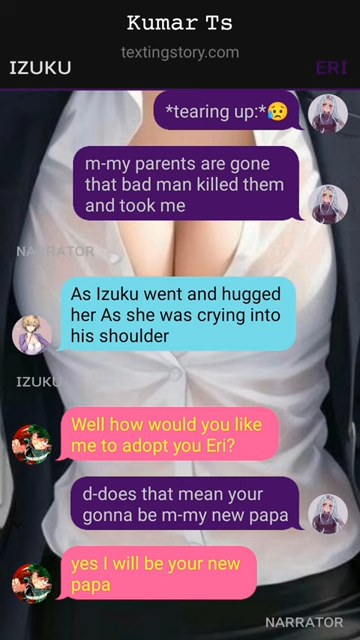 Kumar Ts
textingstory.com
IZUKU
ERI
*tearing up:*😥
m-my parents are gone
that bad man killed them
and took me
NARRATOR
As Izuku went and hugged
her As she was crying into
his shoulder
IZUKU
Well how would you like
me to adopt you Eri?
d-does that mean your
gonna be m-my new papa
yes I will be your new
papa
NARRATOR